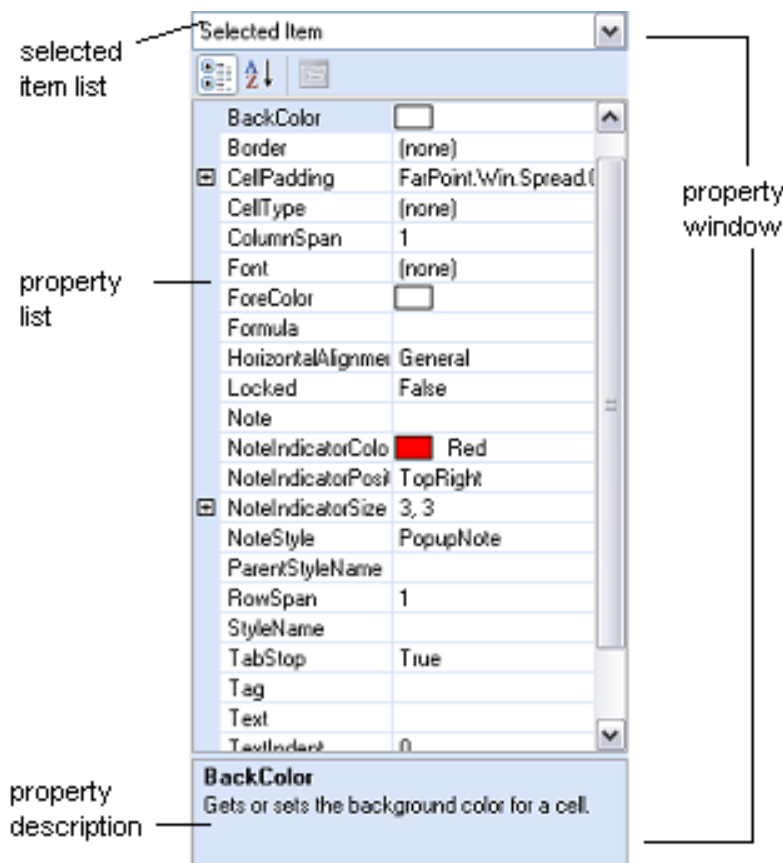 selected
item list
Selected Item
BackColor
Border (none)
CellPadding FarPoint.Win.Spread.
CellType (none)
ColumnSpan 1
Font (none)
property
list
ForeColor
Formula
HorizontalAlignme General
Locked False
Note
NoteIndicatorColo Red
NoteIndicatorPosi TopRight
NoteIndicatorSize 3, 3
NoteStyle PopupNote
ParentStyleName
RowSpan 1
StyleName
TabStop True
Tag
Text
TextIndent 0
property
window
property
description
BackColor
Gets or sets the background color for a cell.